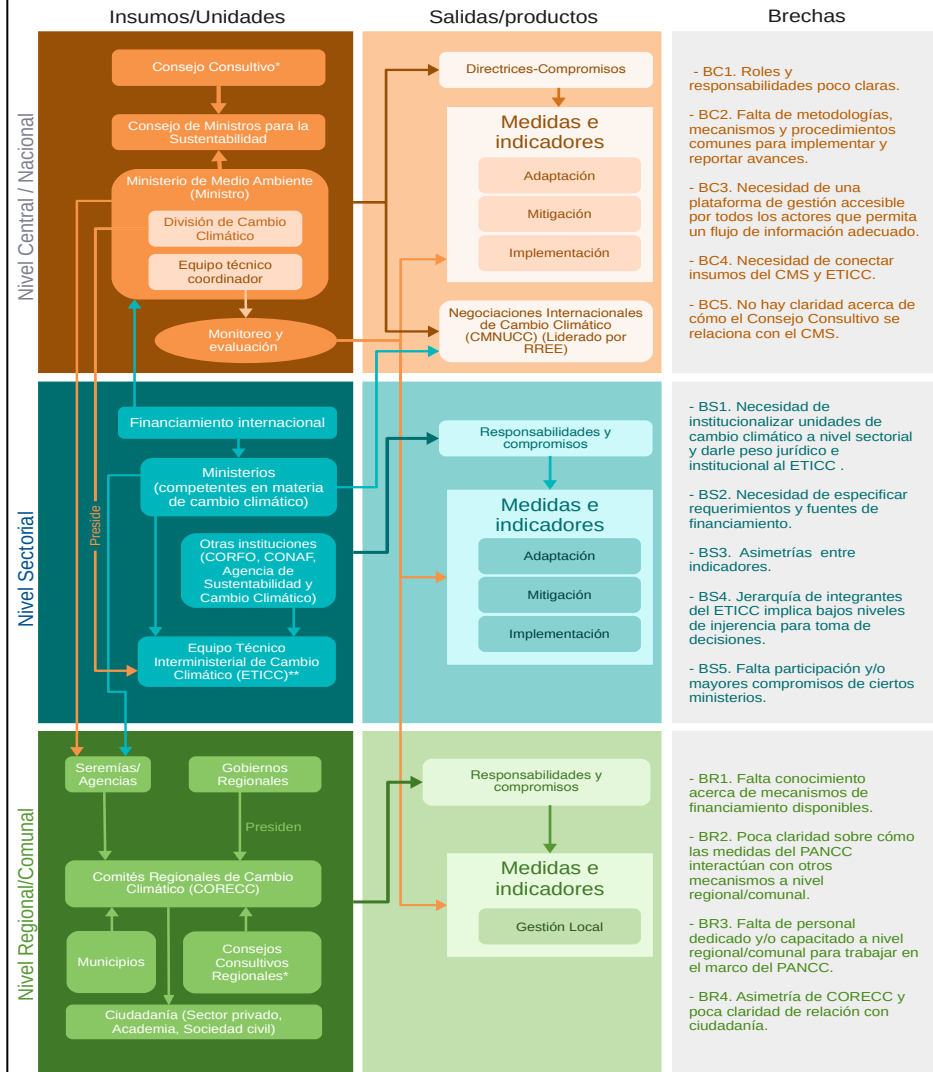 Insumos/Unidades
Salidas/productos
Brechas
Nivel Central / Nacional
Consejo Consultivo*
Consejo de Ministros para la
Sustentabilidad
Ministerio de Medio Ambiente
(Ministro)
División de Cambio
Climático
Equipo técnico
coordinador
Monitoreo y
evaluación
Directrices-Compromisos
Medidas e
indicadores
Adaptación
Mitigación
Implementación
Negociaciones Internacionales
de Cambio Climático
(CMNUCC) (Liderado por
RREE)
- BC1. Roles y
responsabilidades poco claras.
- BC2. Falta de metodologías,
mecanismos y procedimientos
comunes para implementar y
reportar avances.
- BC3. Necesidad de una
plataforma de gestión accesible
por todos los actores que permita
un flujo de información adecuado.
- BC4. Necesidad de conectar
insumos del CMS y ETICC.
- BC5. No hay claridad acerca de
cómo el Consejo Consultivo se
relaciona con el CMS.
Nivel Sectorial
Preside
Financiamiento internacional
Ministerios
(competentes en materia
de cambio climático)
Otras instituciones
(CORFO, CONAF,
Agencia de
Sustentabilidad y
Cambio Climático)
Equipo Técnico
Interministerial de Cambio
Climático (ETICC)**
Responsabilidades y
compromisos
Medidas e
indicadores
Adaptación
Mitigación
Implementación
- BS1. Necesidad de
institucionalizar unidades de
cambio climático a nivel sectorial
y darle peso jurídico e
institucional al ETICC .
- BS2. Necesidad de especificar
requerimientos y fuentes de
financiamiento.
- BS3. Asimetrías entre
indicadores.
- BS4. Jerarquía de integrantes
del ETICC implica bajos niveles
de injerencia para toma de
decisiones.
- BS5. Falta participación y/o
mayores compromisos de ciertos
ministerios.
Nivel Regional/Comunal
Seremías/
Agencias
Gobiernos
Regionales
Presiden
Comités Regionales de Cambio
Climático (CORECC)
Municipios
Consejos
Consultivos
Regionales*
Ciudadanía (Sector privado,
Academia, Sociedad civil)
Responsabilidades y
compromisos
Medidas e
indicadores
Gestión Local
- BR1. Falta conocimiento
acerca de mecanismos de
financiamiento disponibles.
- BR2. Poca claridad sobre cómo
las medidas del PANCC
interactúan con otros
mecanismos a nivel
regional/comunal.
- BR3. Falta de personal
dedicado y/o capacitado a nivel
regional/comunal para trabajar en
el marco del PANCC.
- BR4. Asimetría de CORECC y
poca claridad de relación con
ciudadanía.